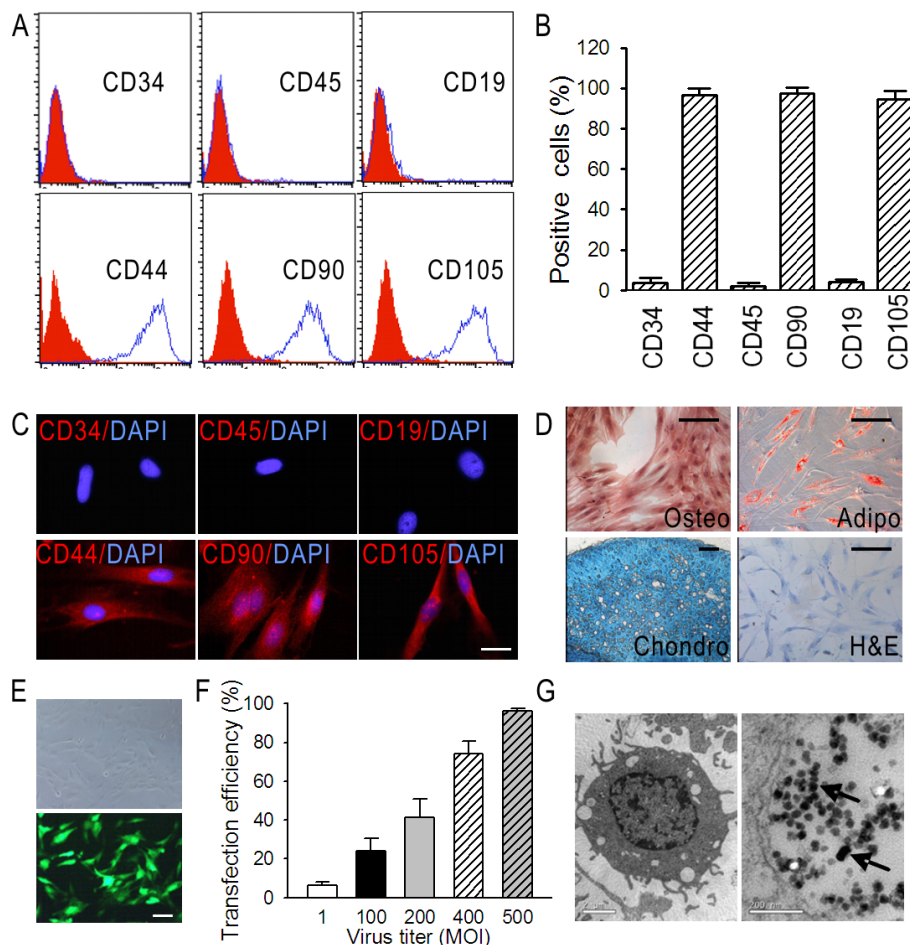 A
CD34
CD45
CD19
CD44
CD90
CD105
B
Positive cells (%)
120
100
80
60
40
20
0
CD34
CD44
CD45
CD90
CD19
CD105
C
CD34/DAPI
CD45/DAPI
CD19/DAPI
CD44/DAPI
CD90/DAPI
CD105/DAPI
D
Osteo
Adipo
Chondro
H&E
E
F
Transfection efficiency (%)
100
80
60
40
20
0
1 100 200 400 500
Virus titer (MOI)
G
2 μm
200 nm